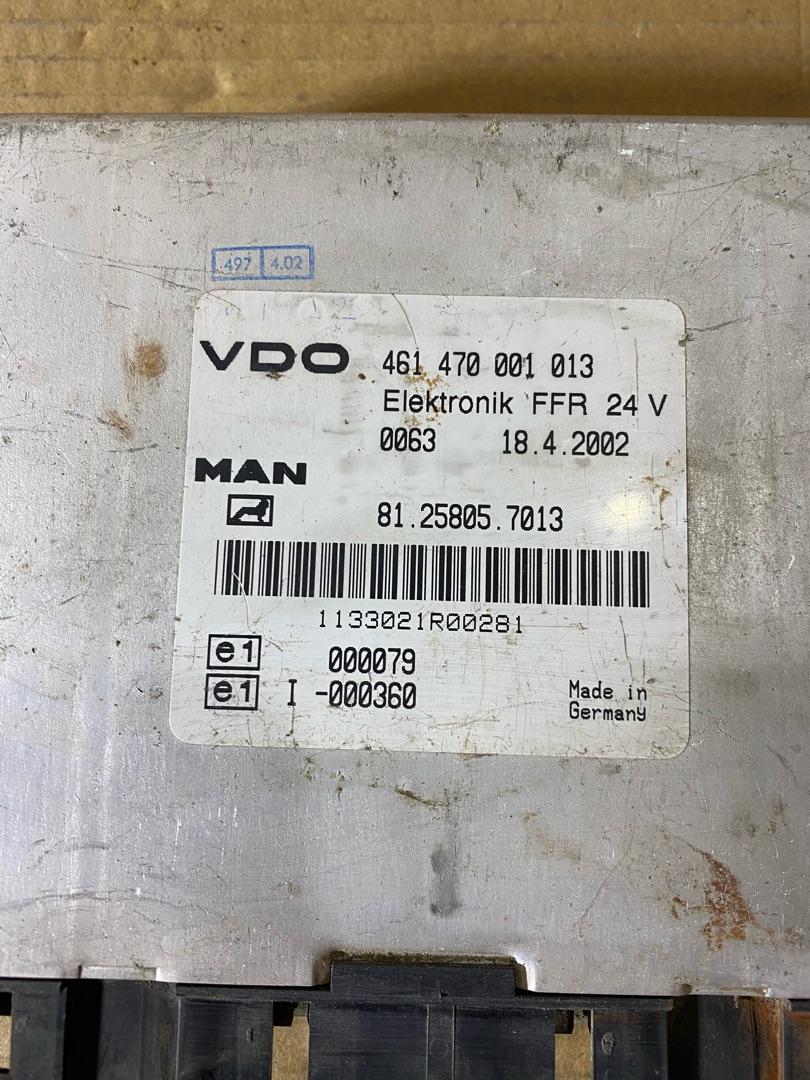 497 4.02
VDO 461 470 001 013
Elektronik FFR 24 V
0063 18.4.2002
MAN
81.25805.7013
1133021R00281
e1 000079
e1 I -000360
Made in
Germany